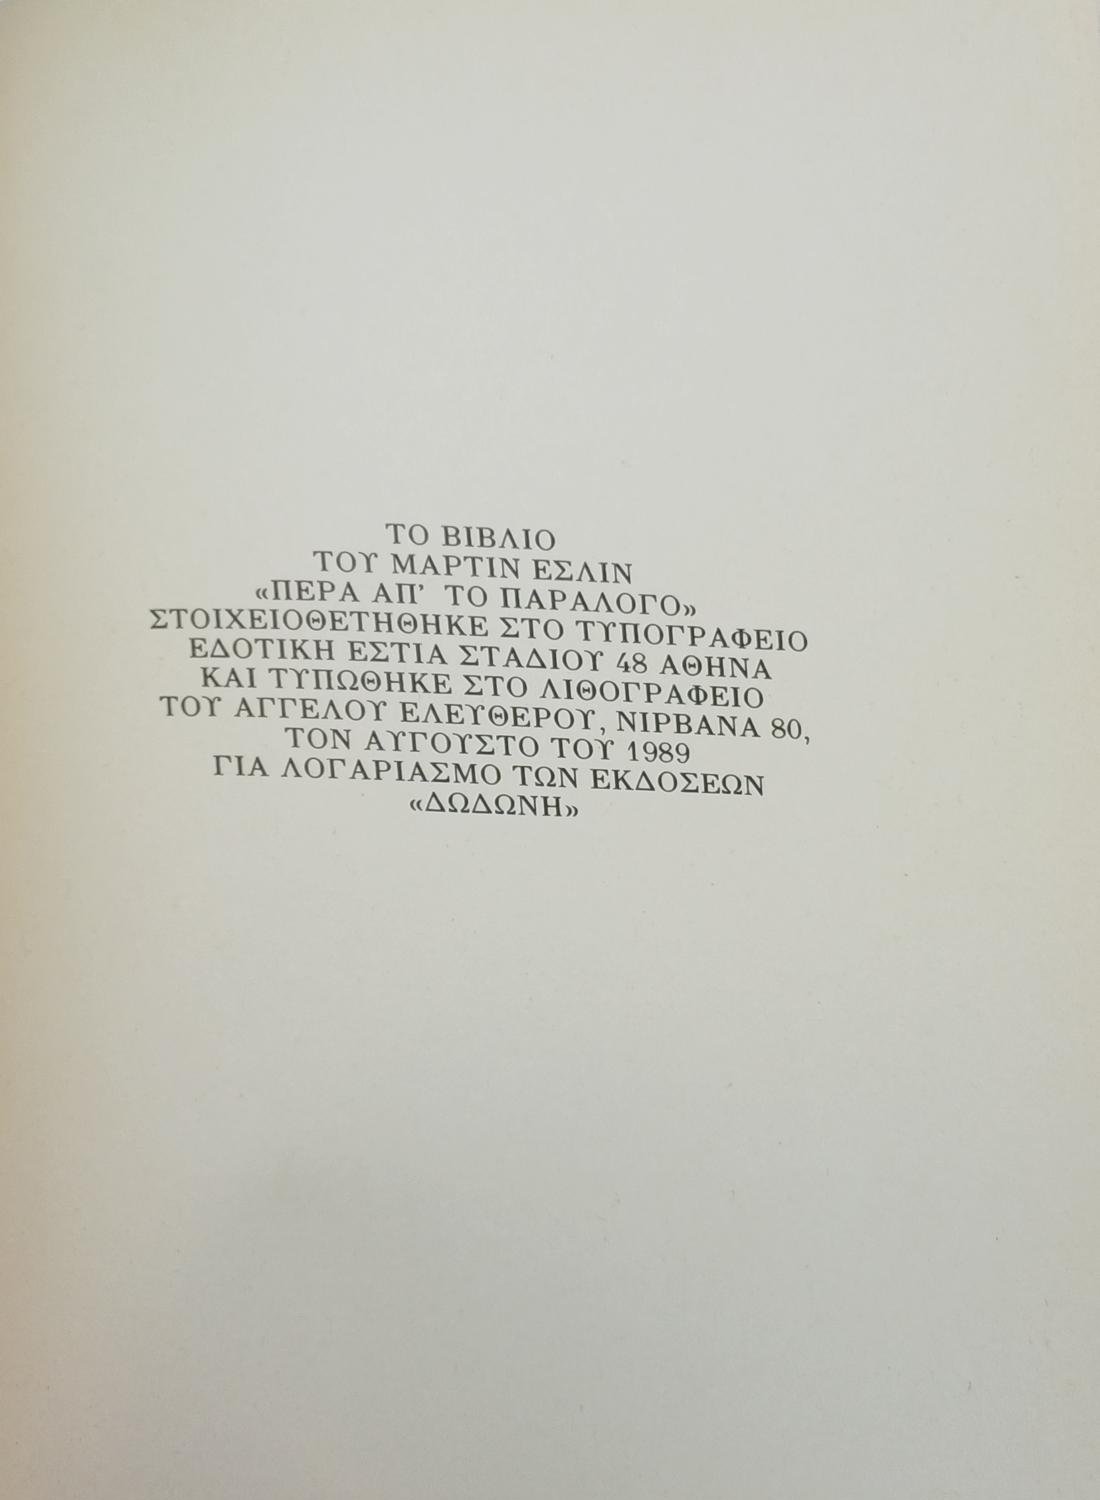 ΤΟ ΒΙΒΛΙΟ
ΤΟΥ ΜΑΡΤΙΝ ΕΣΛΙΝ
«ΠΕΡΑ ΑΠ' ΤΟ ΠΑΡΑΛΟΓΟ»
ΣΤΟΙΧΕΙΟΘΕΤΗΘΗΚΕ ΣΤΟ ΤΥΠΟΓΡΑΦΕΙΟ
ΕΔΟΤΙΚΗ ΕΣΤΙΑ ΣΤΑΔΙΟΥ 48 ΑΘΗΝΑ
ΚΑΙ ΤΥΠΩΘΗΚΕ ΣΤΟ ΛΙΘΟΓΡΑΦΕΙΟ
ΤΟΥ ΑΓΓΕΛΟΥ ΕΛΕΥΘΕΡΟΥ, ΝΙΡΒΑΝΑ 80,
ΤΟΝ ΑΥΓΟΥΣΤΟ ΤΟΥ 1989
ΓΙΑ ΛΟΓΑΡΙΑΣΜΟ ΤΩΝ ΕΚΔΟΣΕΩΝ
«ΔΩΔΩΝΗ»